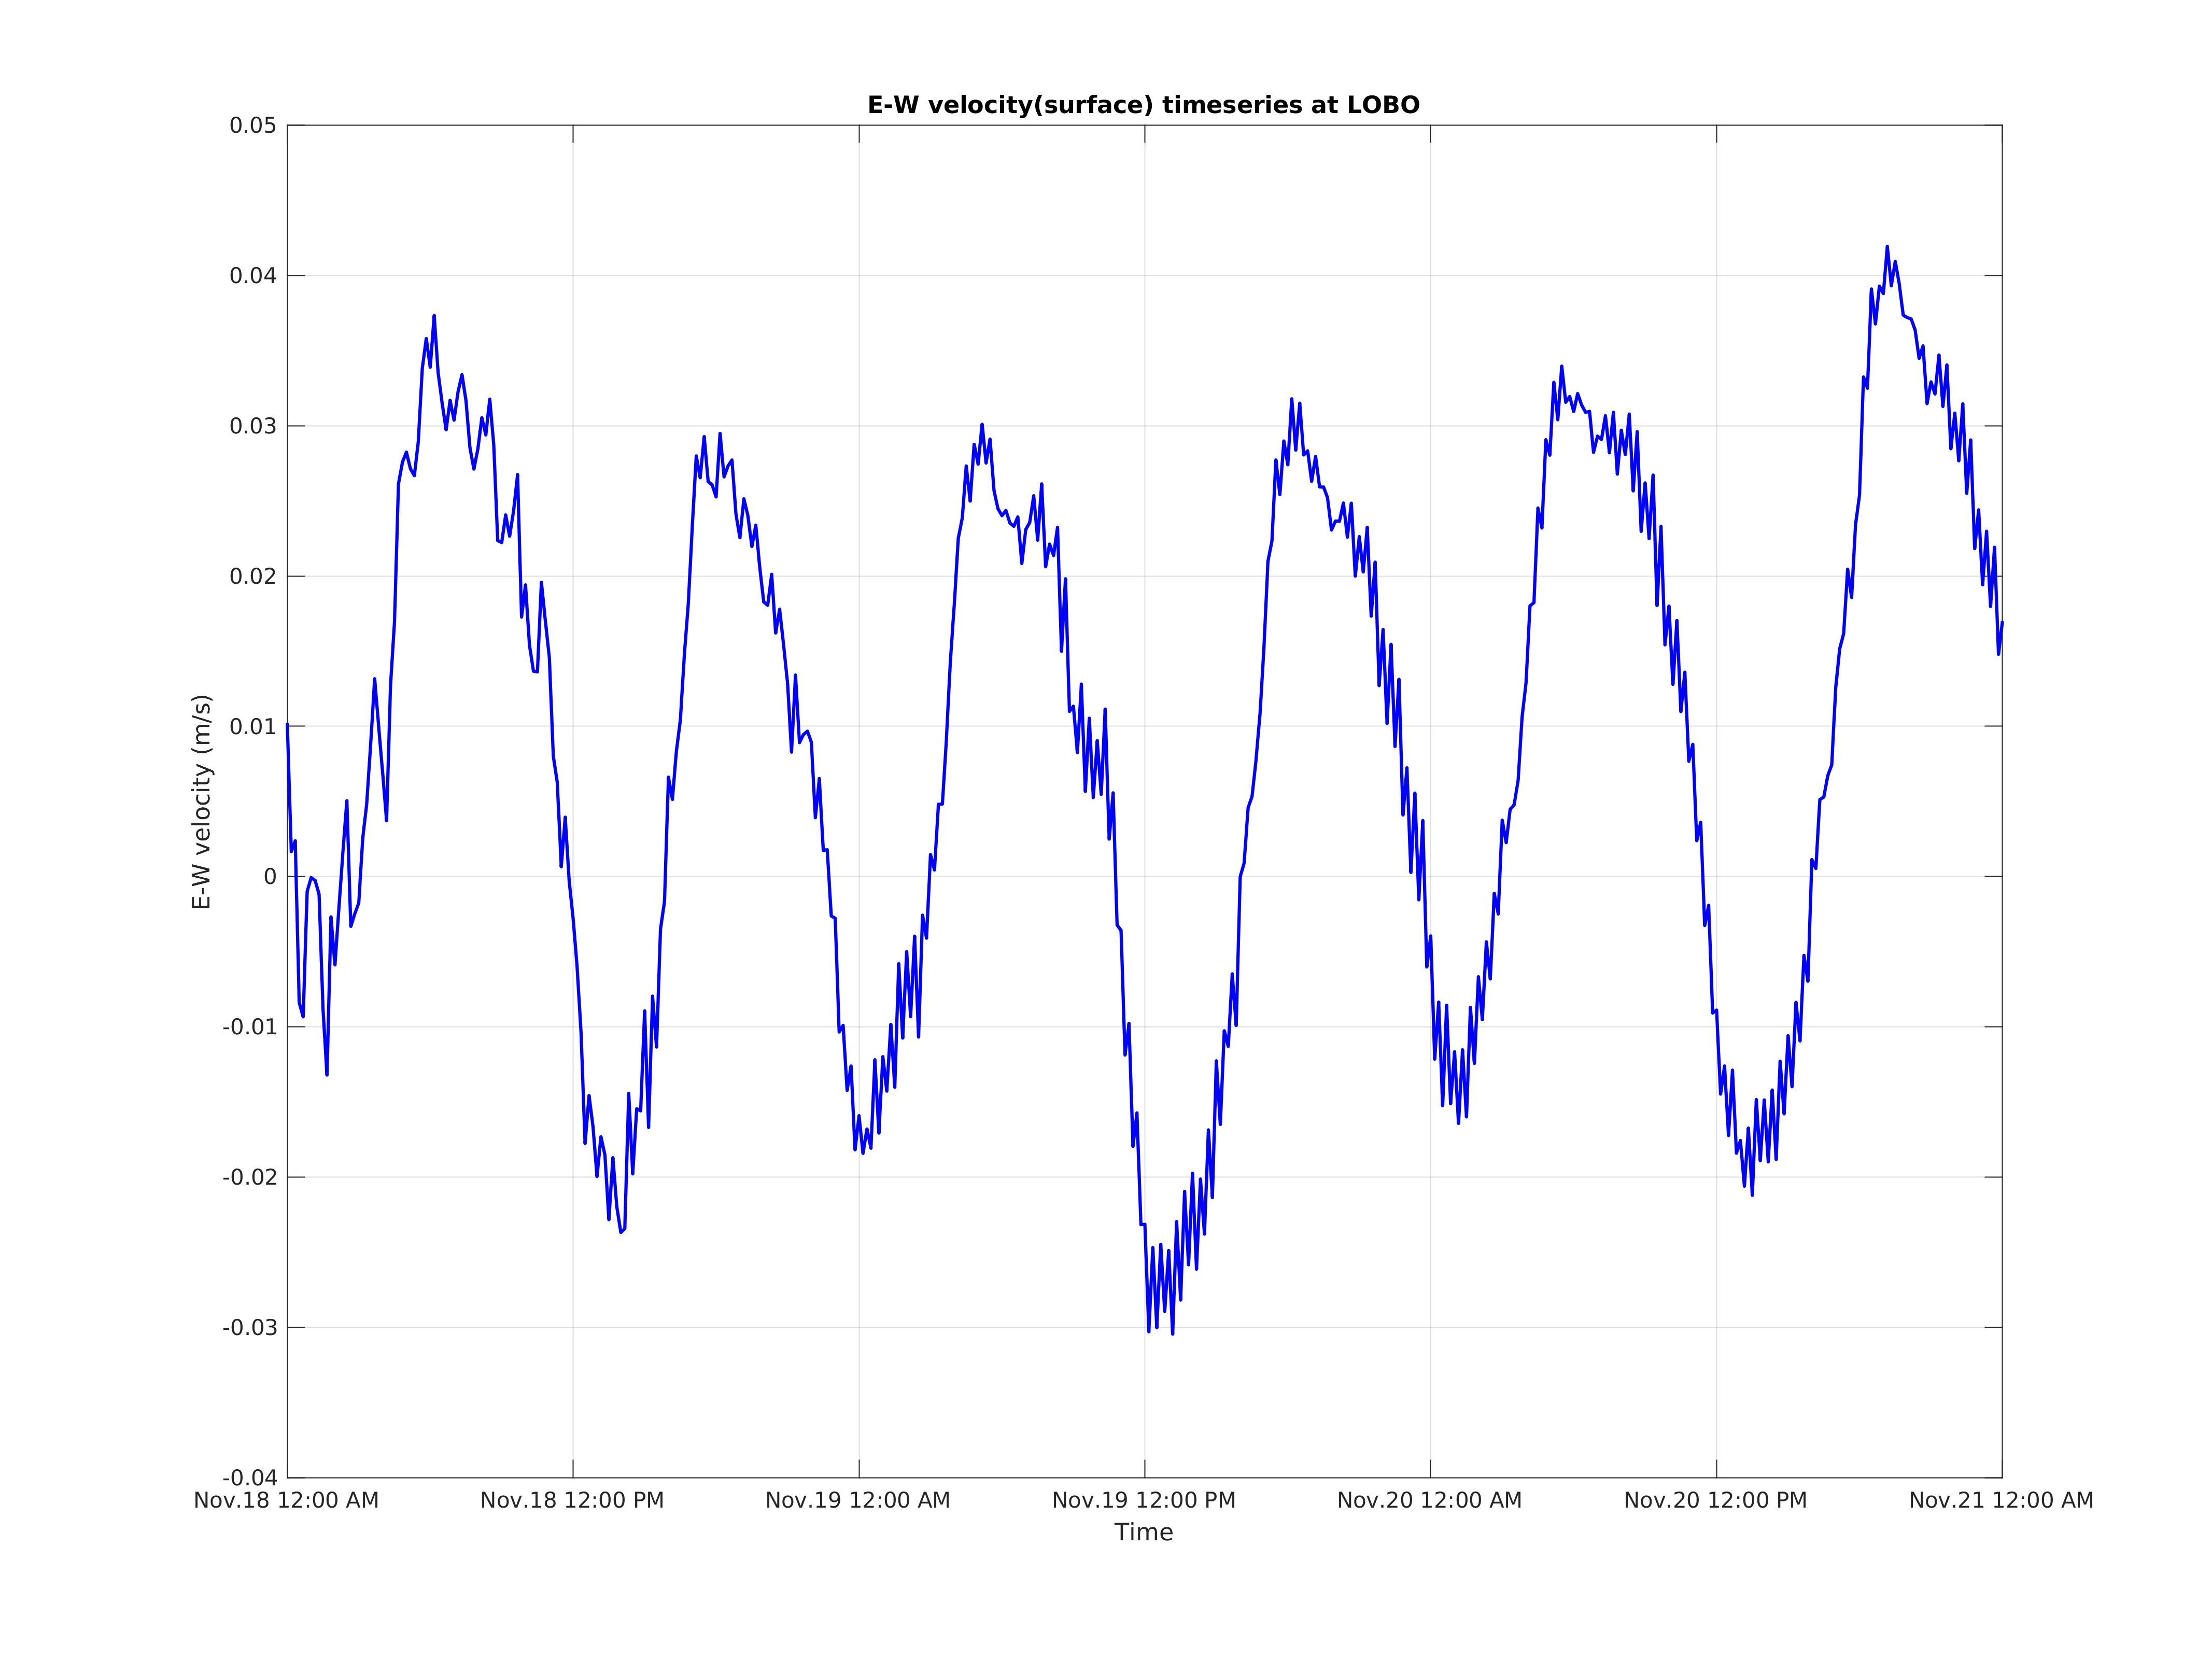 E-W velocity(surface) timeseries at LOBO
0.05
0.04
0.03
0.02
0.01
0
-0.01
-0.02
-0.03
-0.04
E-W velocity (m/s)
Nov.18 12:00 AM
Nov.18 12:00 PM
Nov.19 12:00 AM
Nov.19 12:00 PM
Nov.20 12:00 AM
Nov.20 12:00 PM
Nov.21 12:00 AM
Time